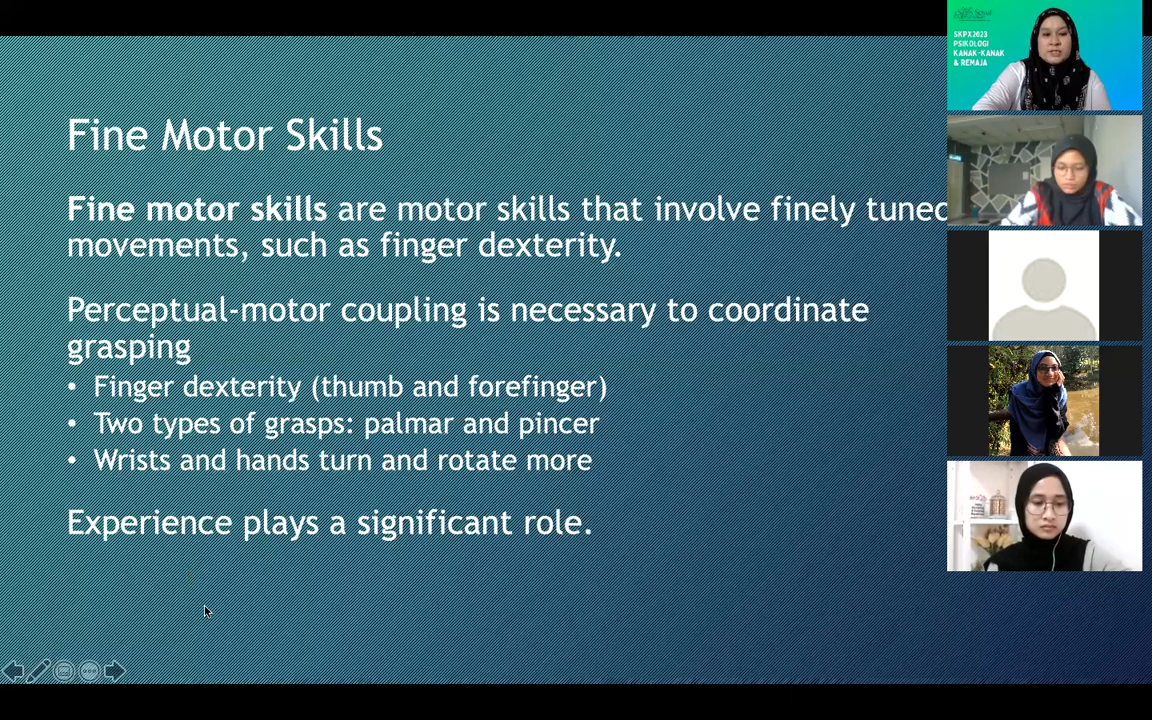 Fine Motor Skills
Fine motor skills are motor skills that involve finely tuned
movements, such as finger dexterity.
Perceptual-motor coupling is necessary to coordinate
grasping
• Finger dexterity (thumb and forefinger)
• Two types of grasps: palmar and pincer
• Wrists and hands turn and rotate more
Experience plays a significant role.
SKPX2023
PSIKOLOGI
KANAK-KANAK
& REMAJA